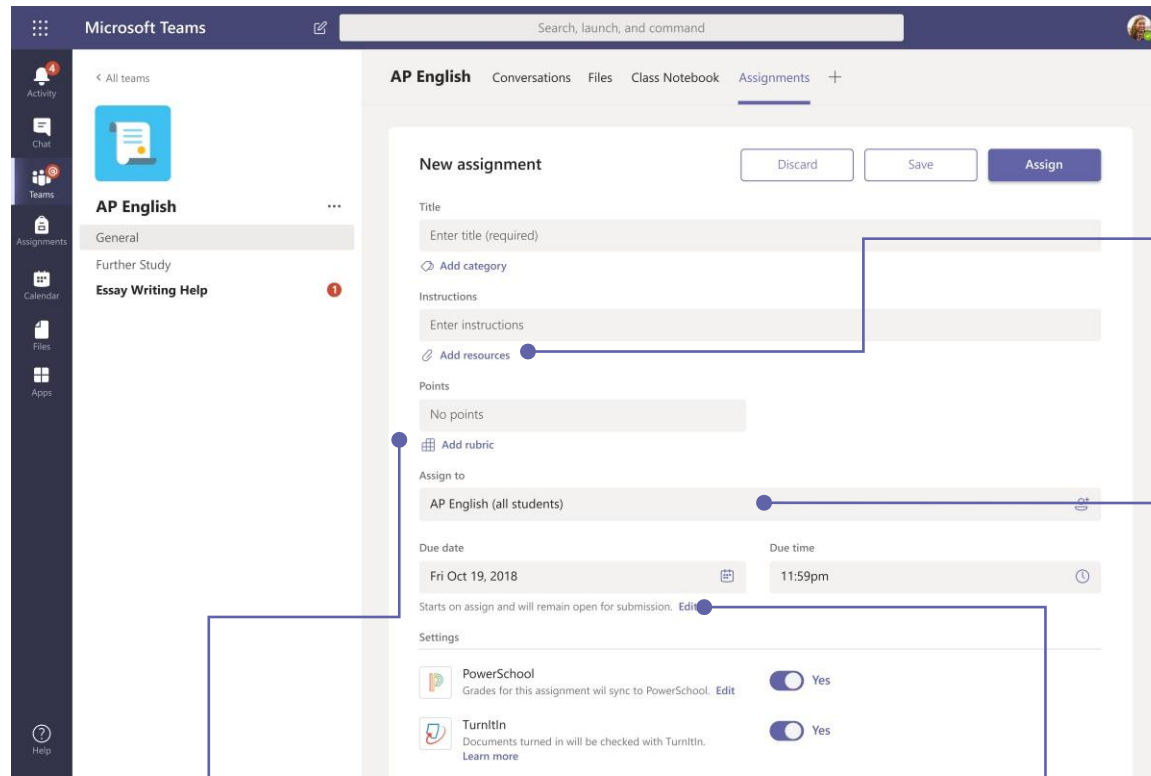 Microsoft Teams
Search, launch, and command
4
Activity
Chat
@
Teams
Assignments
Calendar
Files
Apps
Help
< All teams
AP English
...
General
Further Study
Essay Writing Help
1
AP English Conversations Files Class Notebook Assignments +
New assignment
Discard
Save
Assign
Title
Enter title (required)
Add category
Instructions
Enter instructions
Add resources
Points
No points
Add rubric
Assign to
AP English (all students)
Due date
Due time
Fri Oct 19, 2018
11:59pm
Starts on assign and will remain open for submission. Edit
Settings
PowerSchool
Yes
Grades for this assignment wil sync to PowerSchool. Edit
TurnItIn
Yes
Documents turned in will be checked with TurnItIn.
Learn more